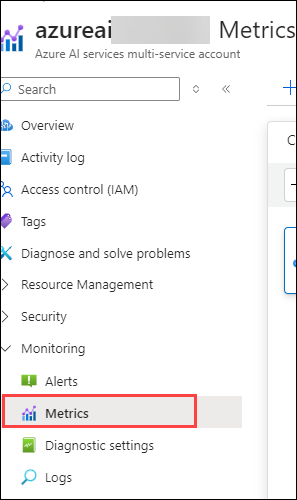 azureai Metrics
Azure AI services multi-service account
Search
Overview
Activity log
Access control (IAM)
Tags
Diagnose and solve problems
Resource Management
Security
Monitoring
Alerts
Metrics
Diagnostic settings
Logs